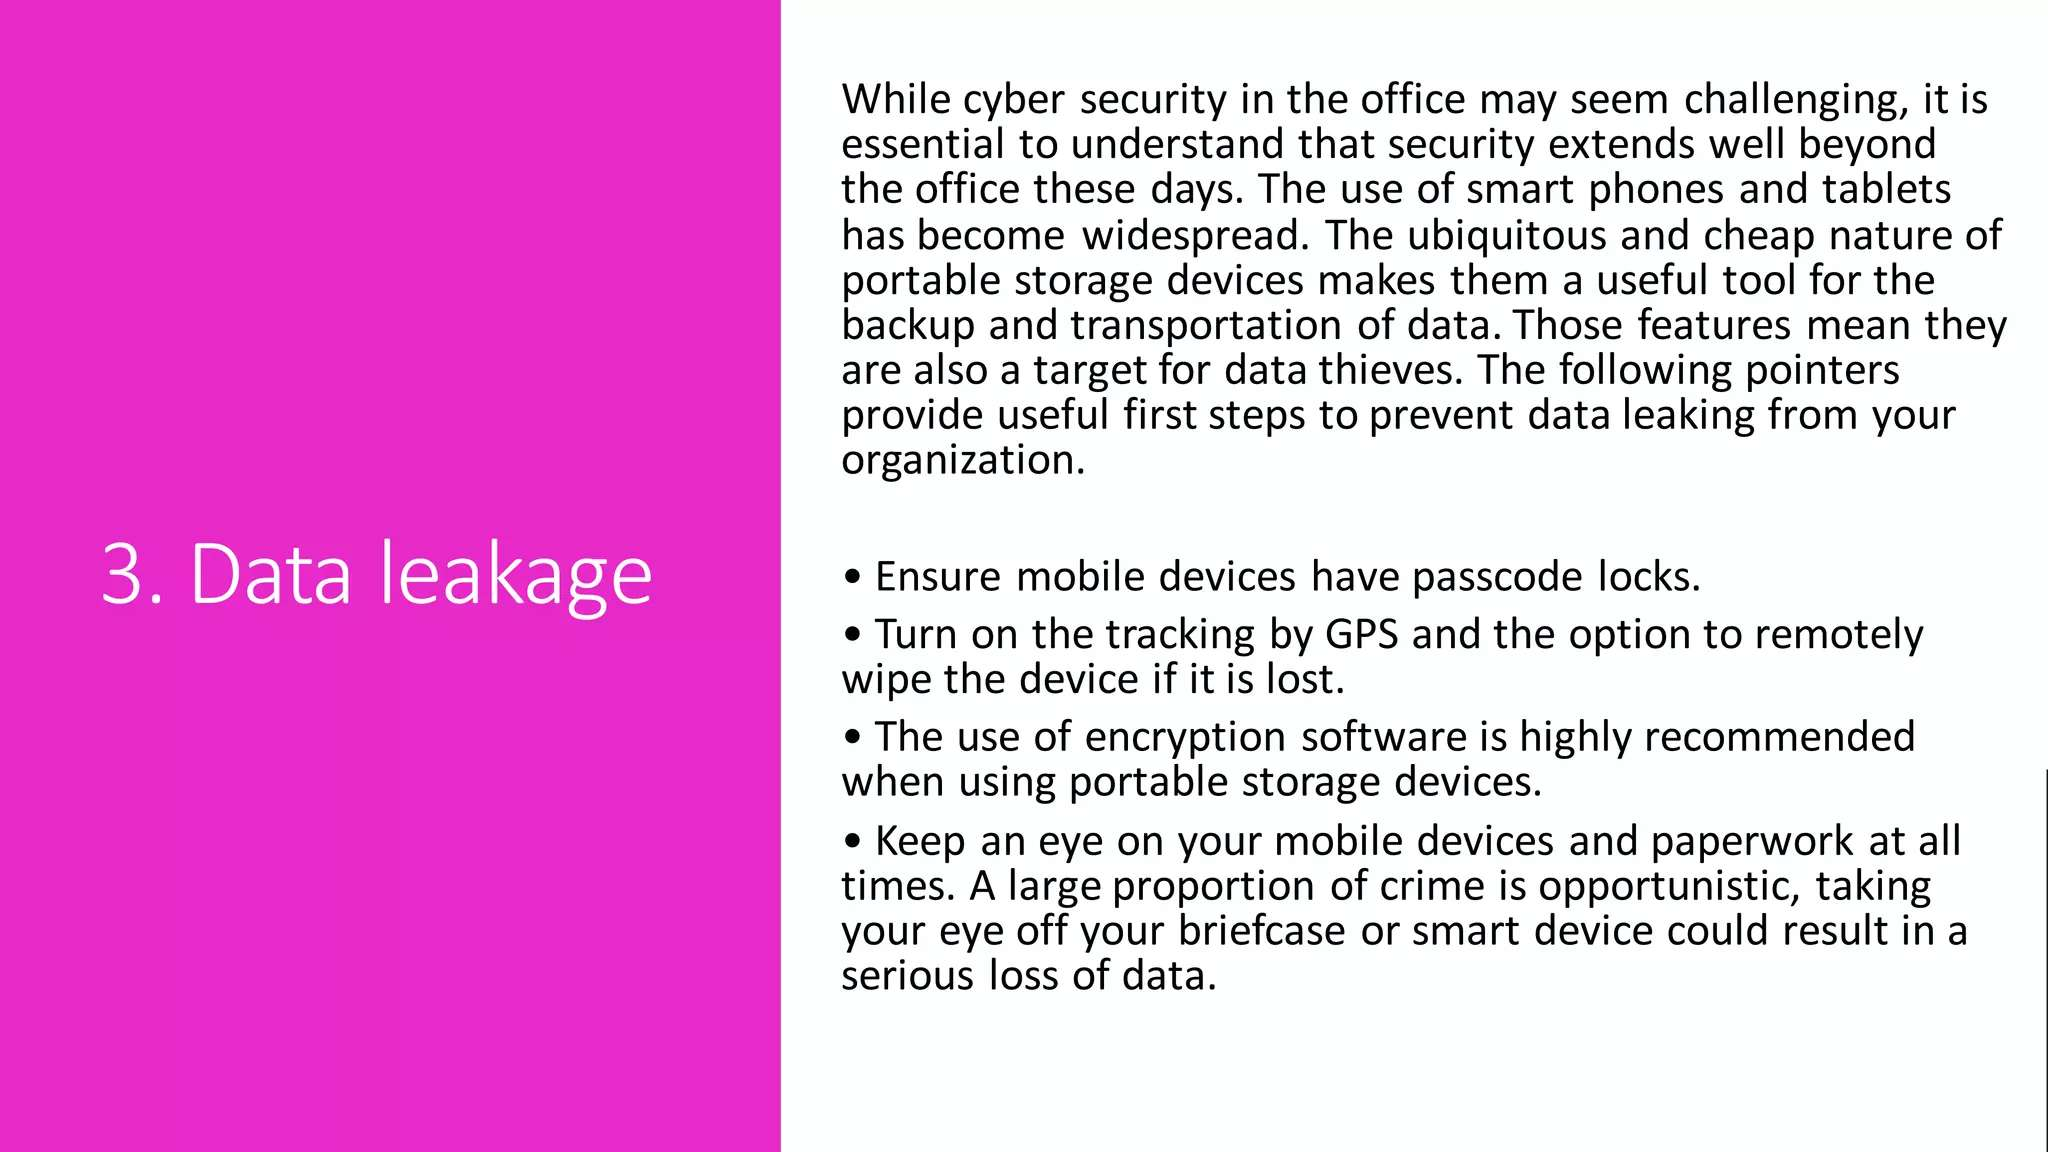 3. Data leakage
While cyber security in the office may seem challenging, it is
essential to understand that security extends well beyond
the office these days. The use of smart phones and tablets
has become widespread. The ubiquitous and cheap nature of
portable storage devices makes them a useful tool for the
backup and transportation of data. Those features mean they
are also a target for data thieves. The following pointers
provide useful first steps to prevent data leaking from your
organization.
• Ensure mobile devices have passcode locks.
• Turn on the tracking by GPS and the option to remotely
wipe the device if it is lost.
• The use of encryption software is highly recommended
when using portable storage devices.
• Keep an eye on your mobile devices and paperwork at all
times. A large proportion of crime is opportunistic, taking
your eye off your briefcase or smart device could result in a
serious loss of data.